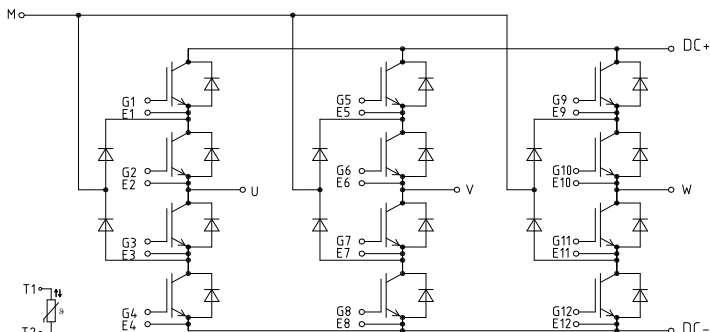 M
DC+
G1 G5 G9
E1 E5 E9
G2 G6 G10
E2 E6 E10
U V W
G3 G7 G11
E3 E7 E11
T1
G4 G8 G12
E4 E8 E12
T2 DC-